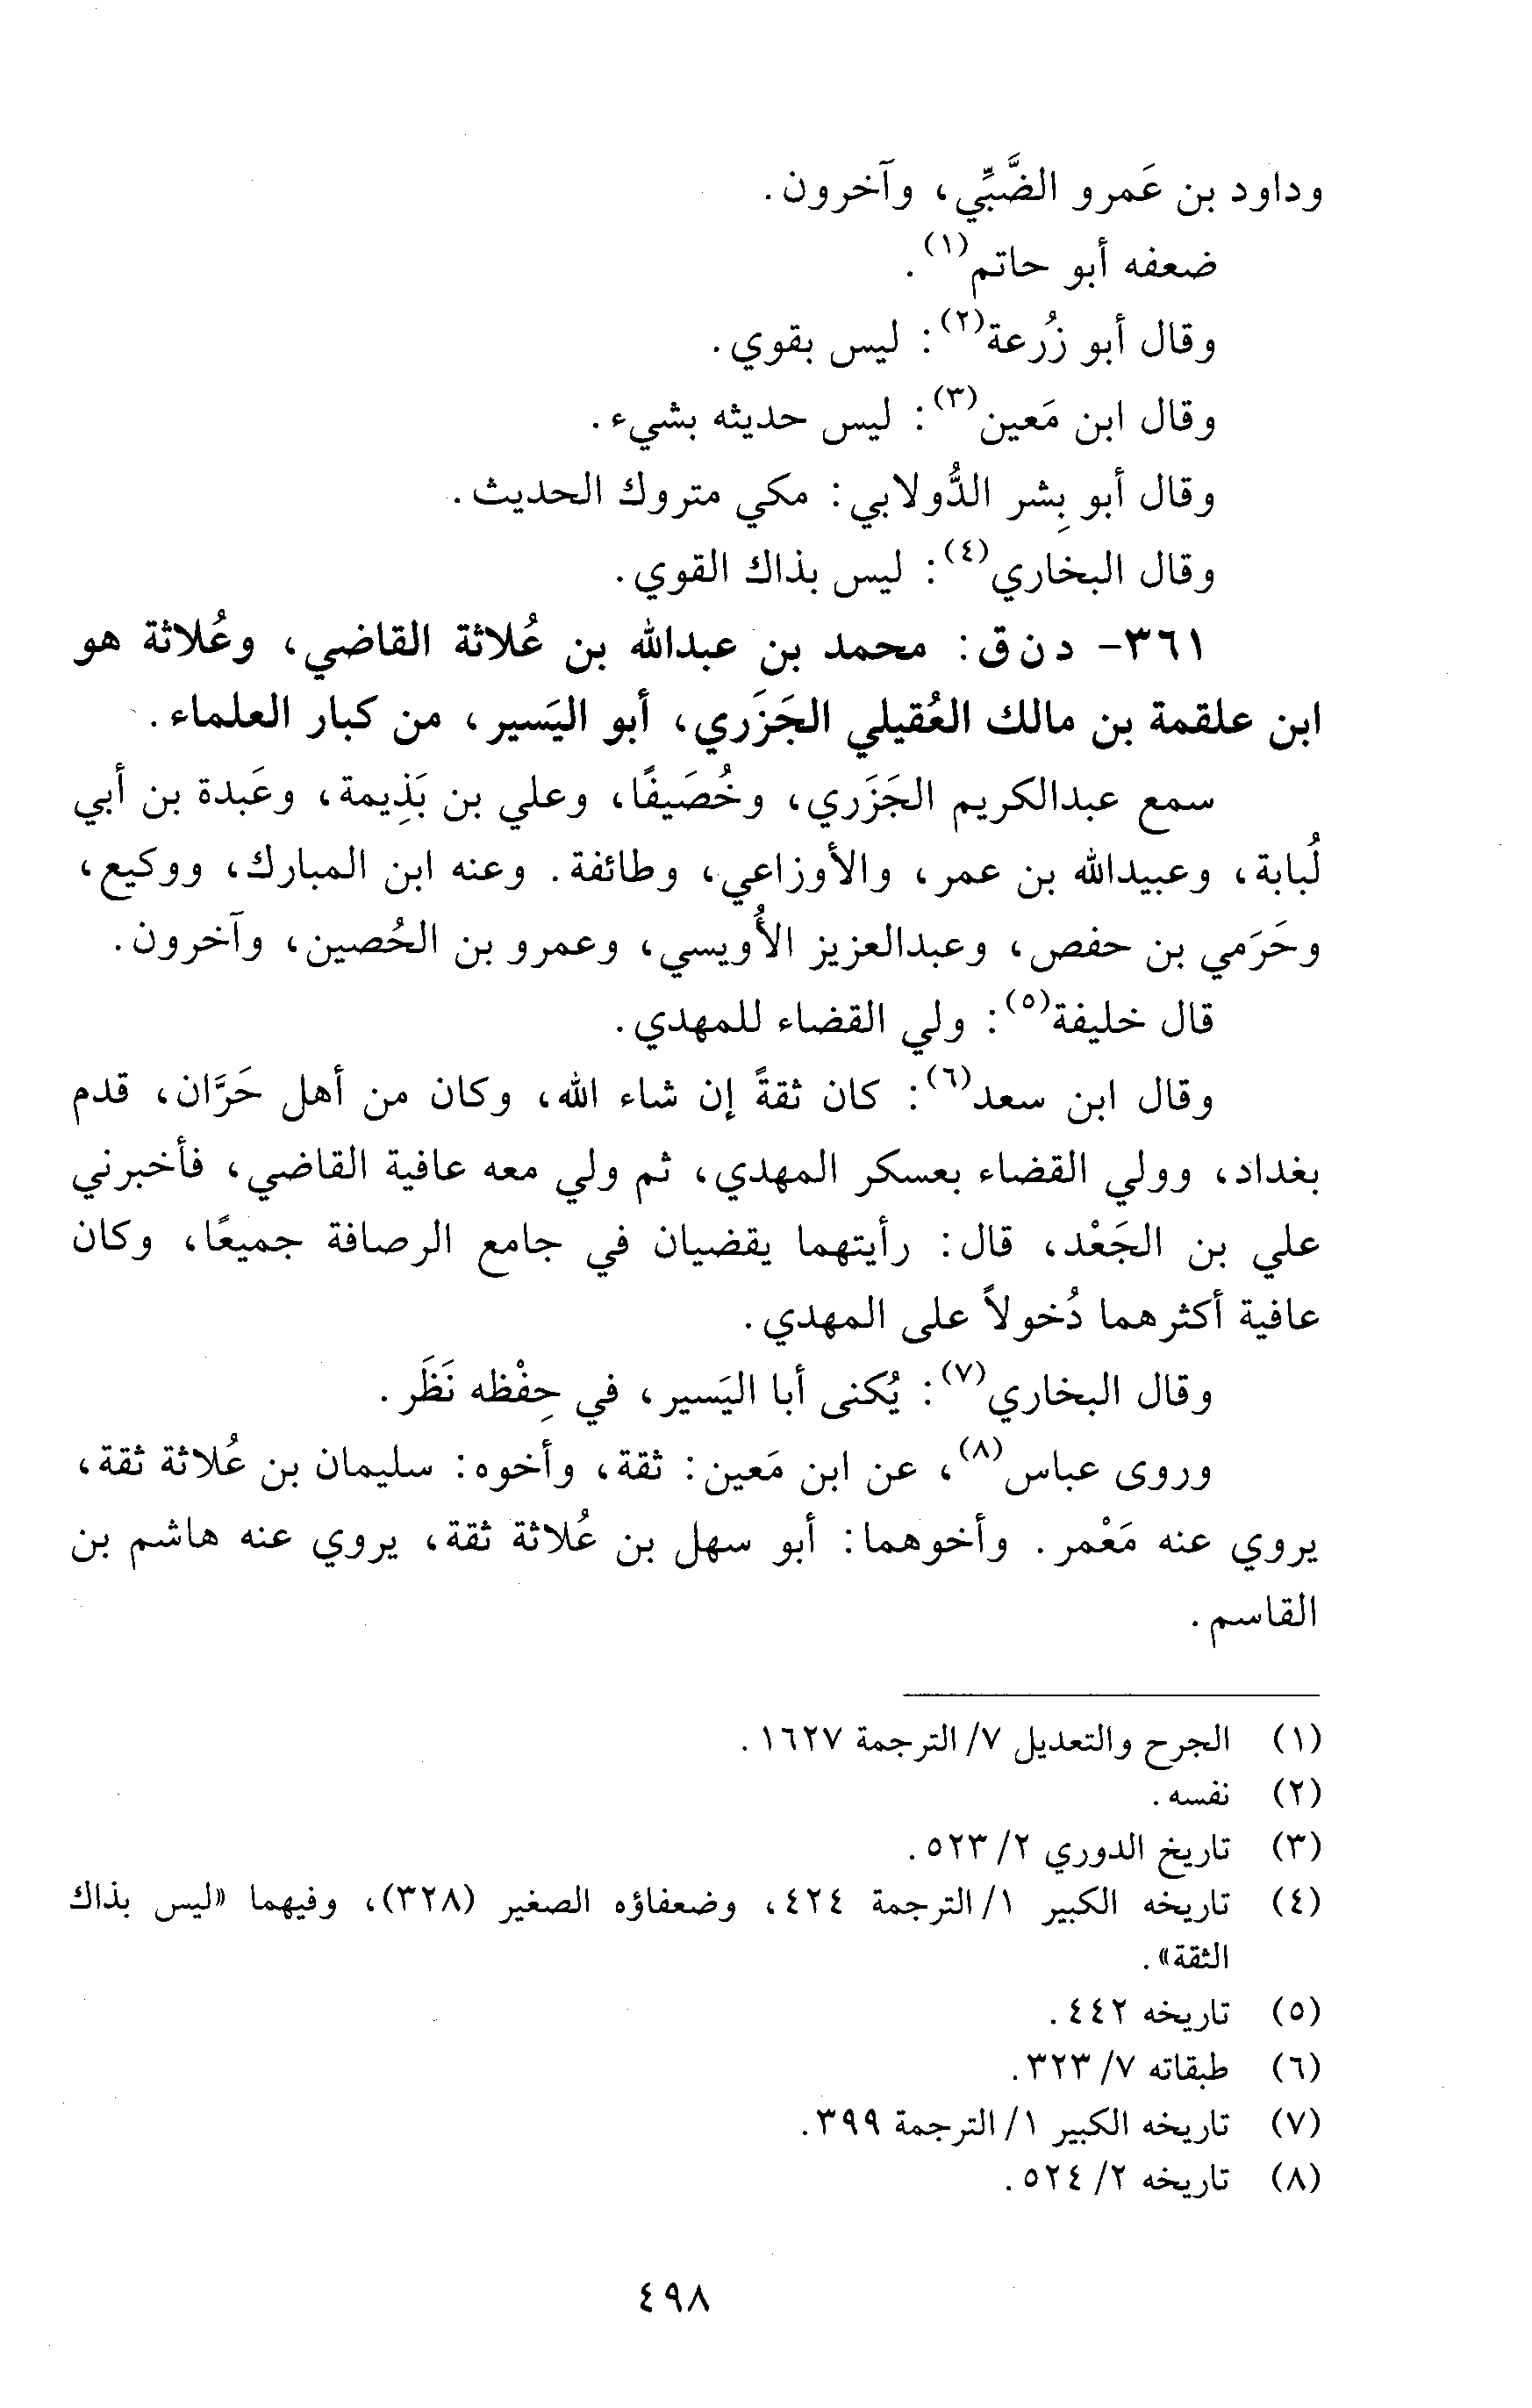 وداود بن عَمرو الضَّبِّي، وآخرون.
ضعفه أبو حاتم(١).
وقال أبو زُرعة(٢): ليس بقوي.
وقال ابن مَعين(٣): ليس حديثه بشيء.
وقال أبو بِشر الدُّولابي: مكي متروك الحديث.
وقال البخاري(٤): ليس بذاك القوي.
٣٦١- د ن ق: محمد بن عبدالله بن عُلاثة القاضي، وعُلاثة هو
ابن علقمة بن مالك العُقيلي الجَزَري، أبو اليَسير، من كبار العلماء.
سمع عبدالكريم الجَزَري، وخُصَيفًا، وعلي بن بَذِيمة، وعَبدة بن أبي
لُبابة، وعبيدالله بن عمر، والأوزاعي، وطائفة. وعنه ابن المبارك، ووكيع،
وحَرَمي بن حفص، وعبدالعزيز الأُويسي، وعمرو بن الحُصين، وآخرون.
قال خليفة(٥): ولي القضاء للمهدي.
وقال ابن سعد(٦): كان ثقةً إن شاء الله، وكان من أهل حَرَّان، قدم
بغداد، وولي القضاء بعسكر المهدي، ثم ولي معه عافية القاضي، فأخبرني
علي بن الجَعْد، قال: رأيتهما يقضيان في جامع الرصافة جميعًا، وكان
عافية أكثرهما دُخولاً على المهدي.
وقال البخاري(٧): يُكنى أبا اليَسير، في حِفْظه نَظَر.
وروى عباس(٨)، عن ابن مَعين: ثقة، وأخوه: سليمان بن عُلاثة ثقة،
يروي عنه مَعْمر. وأخوهما: أبو سهل بن عُلاثة ثقة، يروي عنه هاشم بن
القاسم.
(١) الجرح والتعديل ٧/ الترجمة ١٦٢٧.
(٢) نفسه.
(٣) تاريخ الدوري ٢/ ٥٢٣.
(٤) تاريخه الكبير ١/ الترجمة ٤٢٤، وضعفاؤه الصغير (٣٢٨)، وفيهما «ليس بذاك
الثقة».
(٥) تاريخه ٤٤٢.
(٦) طبقاته ٧/ ٣٢٣.
(٧) تاريخه الكبير ١/ الترجمة ٣٩٩.
(٨) تاريخه ٢/ ٥٢٤.
٤٩٨